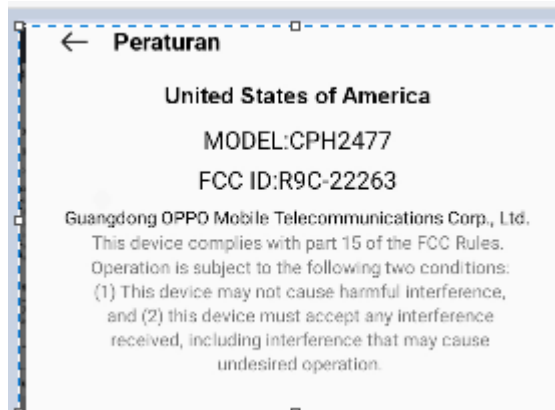 Peraturan
United States of America
MODEL:CPH2477
FCC ID:R9C-22263
Guangdong OPPO Mobile Telecommunications Corp., Ltd.
This device complies with part 15 of the FCC Rules.
Operation is subject to the following two conditions:
(1) This device may not cause harmful interference,
and (2) this device must accept any interference
received, including interference that may cause
undesired operation.